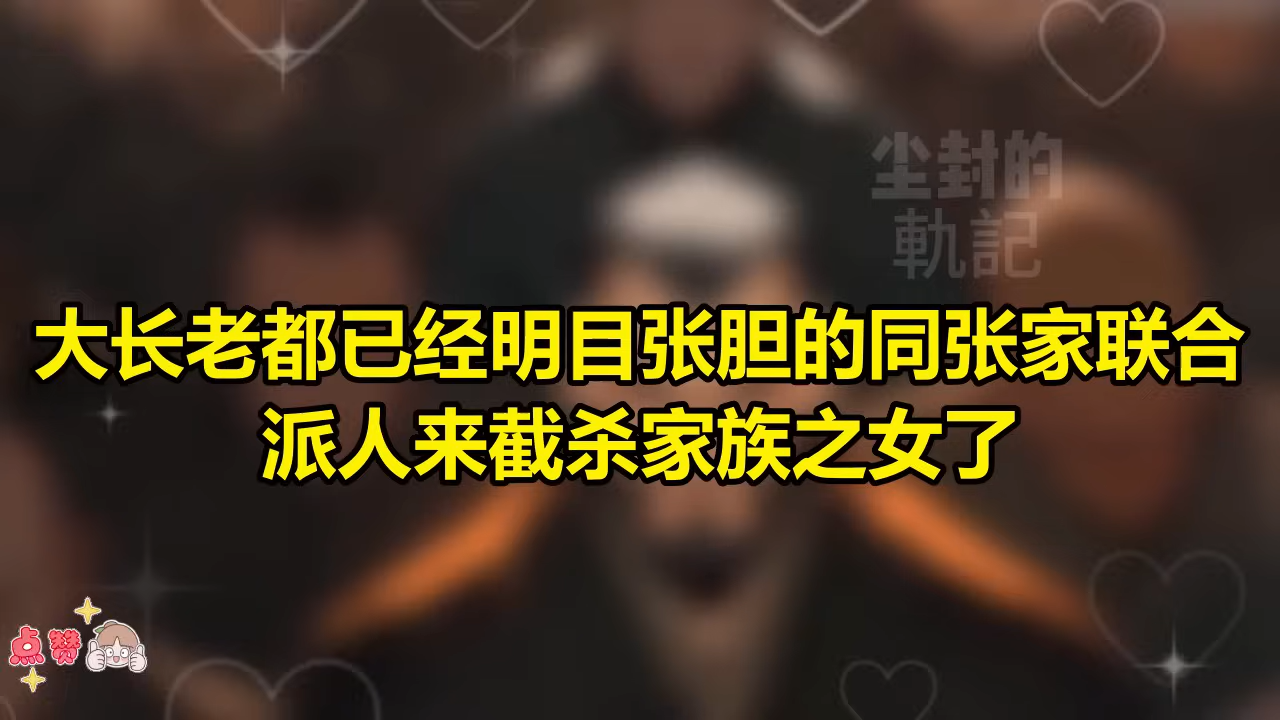 尘封的
軌記
大长老都已经明目张胆的同张家联合
派人来截杀家族之女了
点赞